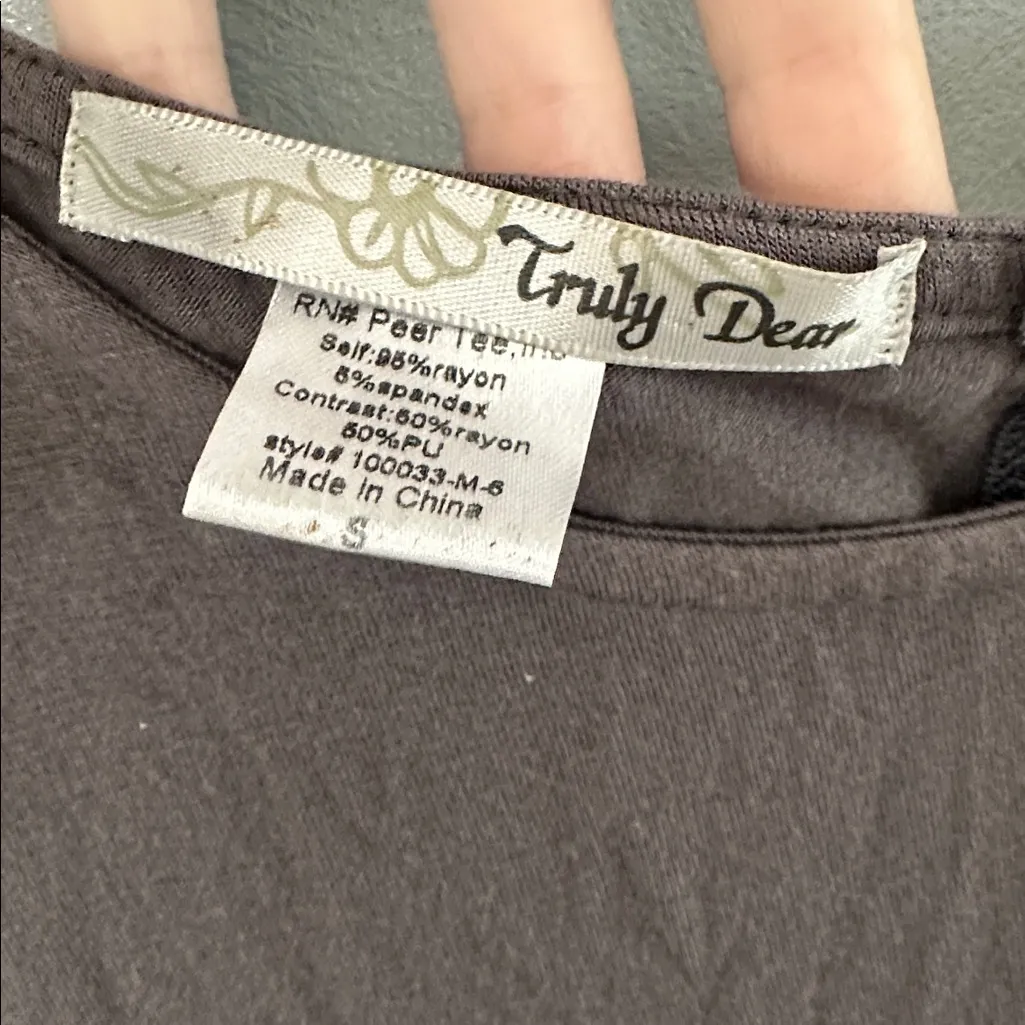 Truly Dear
RN# Peer Tee, Inc
Self:95%rayon
5%spandex
Contrast:50%rayon
50%PU
style# 100033-M-6
Made in China
S